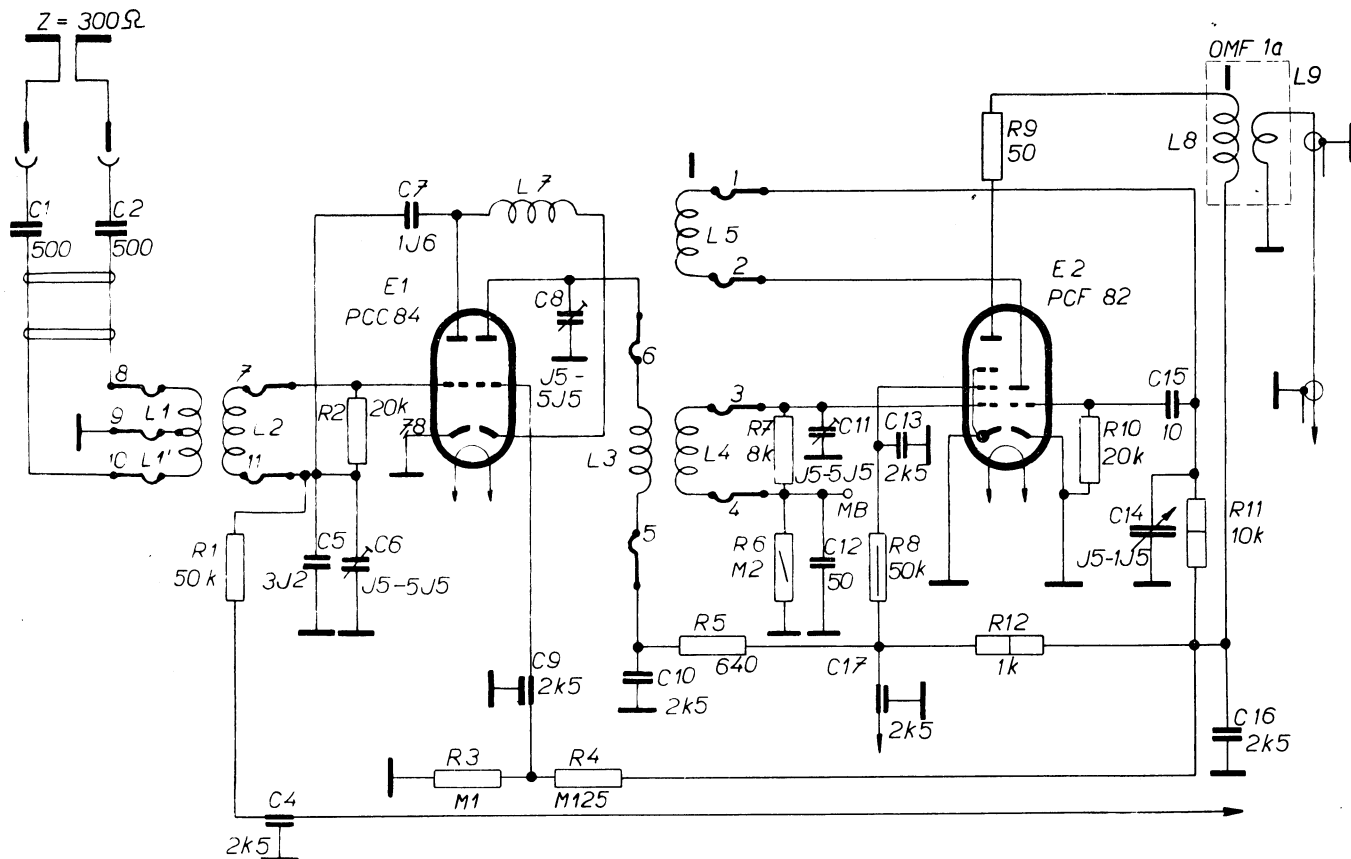 Z = 300Ω
OMF 1a
L9
L8
R9
50
C7
1J6
L7
1
L5
2
C1
500
C2
500
E1
PCC 84
C8
J5-
5J5
E2
PCF 82
6
8
L1
9
L1'
10
7
L2
11
R2
20k
78
L3
3
L4
4
R7
8k
C11
J5-5J5
MB
C13
2k5
C15
10
R10
20k
R1
50k
C5
3J2
C6
J5-5J5
5
R6
M2
C12
50
R8
50k
C14
J5-1J5
R11
10k
C9
2k5
C10
2k5
R5
640
C17
2k5
R12
1k
C16
2k5
R3
M1
R4
M125
C4
2k5